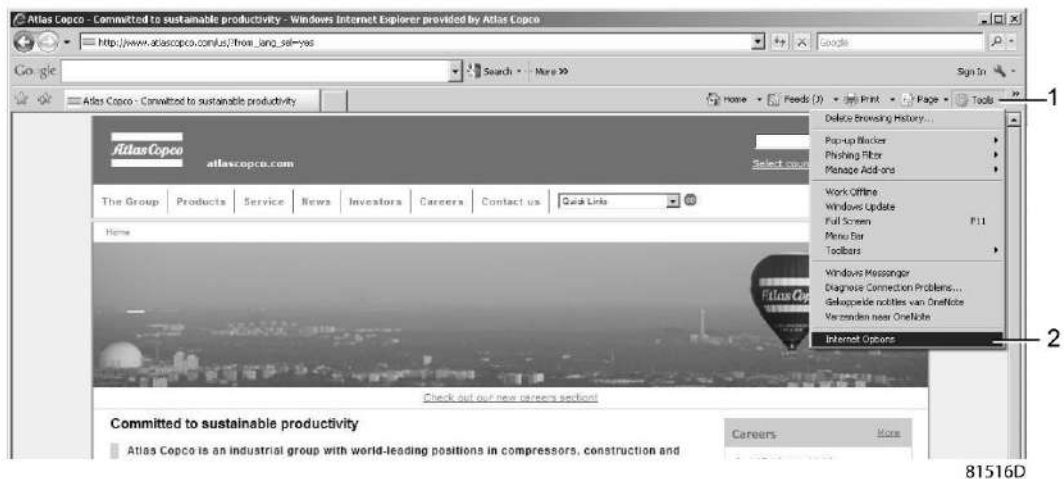 Atlas Copco - Committed to sustainable productivity - Windows Internet Explorer provided by Atlas Copco
http://www.atlascopco.com/us/?from_lang_sel=yes
Google
Google Search More >> Sign In
Atlas Copco - Committed to sustainable productivity
Home Feeds (J) Print Page Tools » 1
Delete Browsing History...
Pop-up Blocker
Phishing Filter
Manage Add-ons
Work Offline
Windows Update
Full Screen F11
Menu Bar
Toolbars
Windows Messenger
Diagnose Connection Problems...
Gekoppelde notities van OneNote
Verzenden naar OneNote
Internet Options 2
Atlas Copco
atlascopco.com
Select coun
The Group Products Service News Investors Careers Contact us Quick Links
Home
Atlas Cop
Check out our new careers section!
Committed to sustainable productivity
Atlas Copco is an industrial group with world-leading positions in compressors, construction and
Careers More
81516D